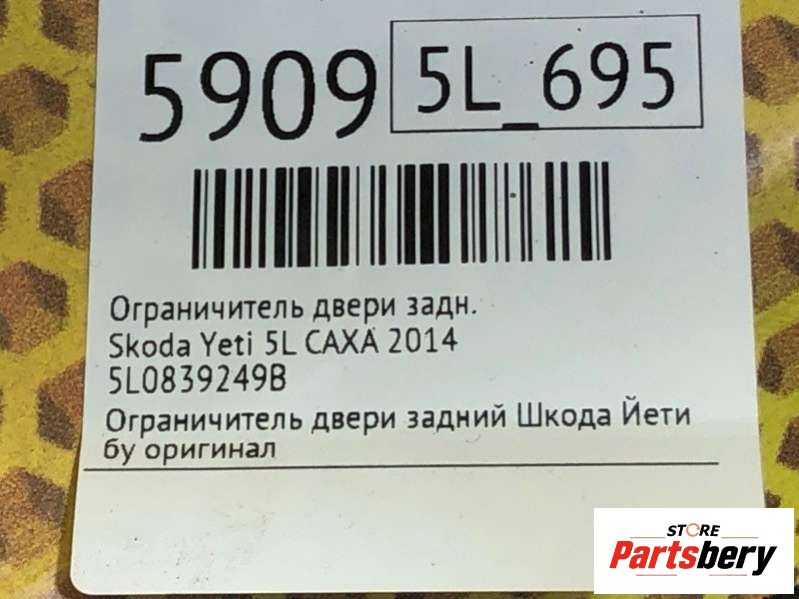 5909 5L_695
Ограничитель двери задн.
Skoda Yeti 5L CAXA 2014
5L0839249B
Ограничитель двери задний Шкода Йети
бу оригинал
STORE
Partsbery